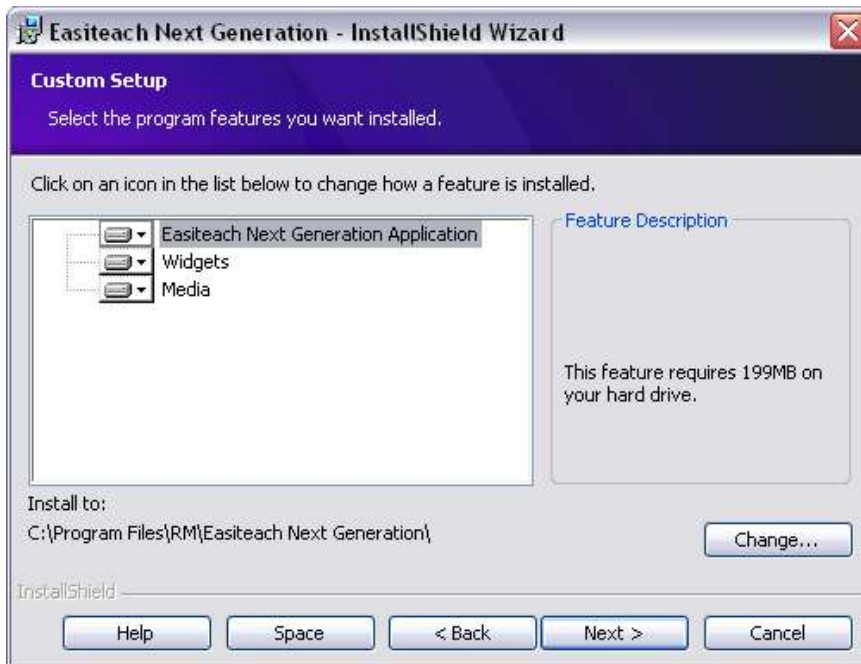 Easiteach Next Generation - InstallShield Wizard
Custom Setup
Select the program features you want installed.
Click on an icon in the list below to change how a feature is installed.
Easiteach Next Generation Application
Widgets
Media
Feature Description
This feature requires 199MB on
your hard drive.
Install to:
C:\Program Files\RM\Easiteach Next Generation\
Change...
InstallShield
Help
Space
< Back
Next >
Cancel